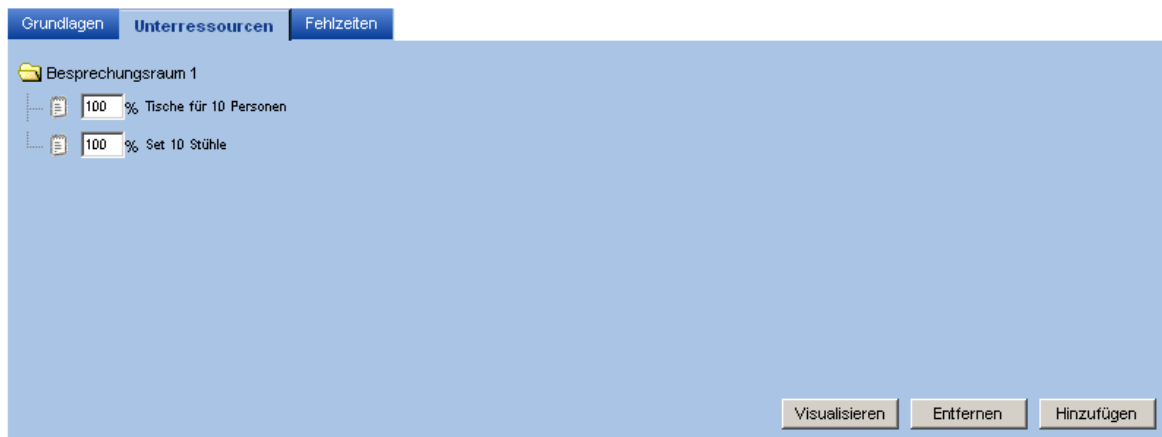 Grundlagen Unterressourcen Fehlzeiten
Besprechungsraum 1
100 % Tische für 10 Personen
100 % Set 10 Stühle
Visualisieren Entfernen Hinzufügen